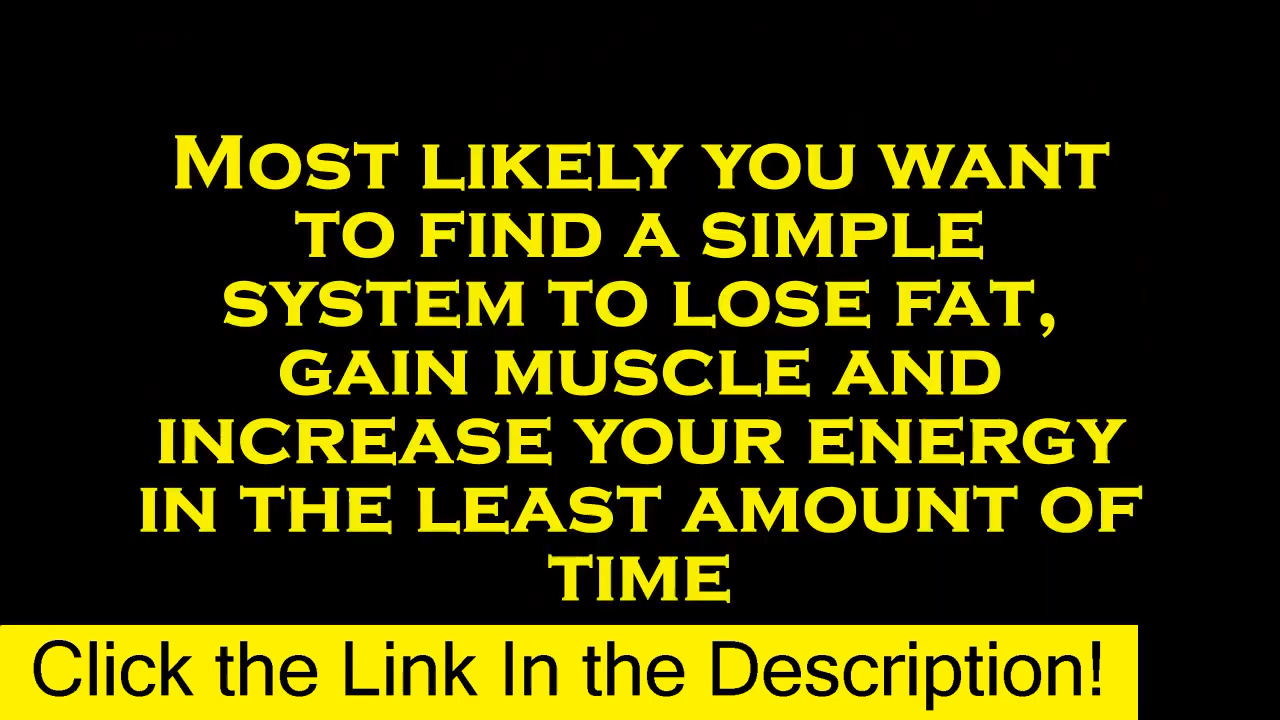 Most likely you want
to find a simple
system to lose fat,
gain muscle and
increase your energy
in the least amount of
time
Click the Link In the Description!